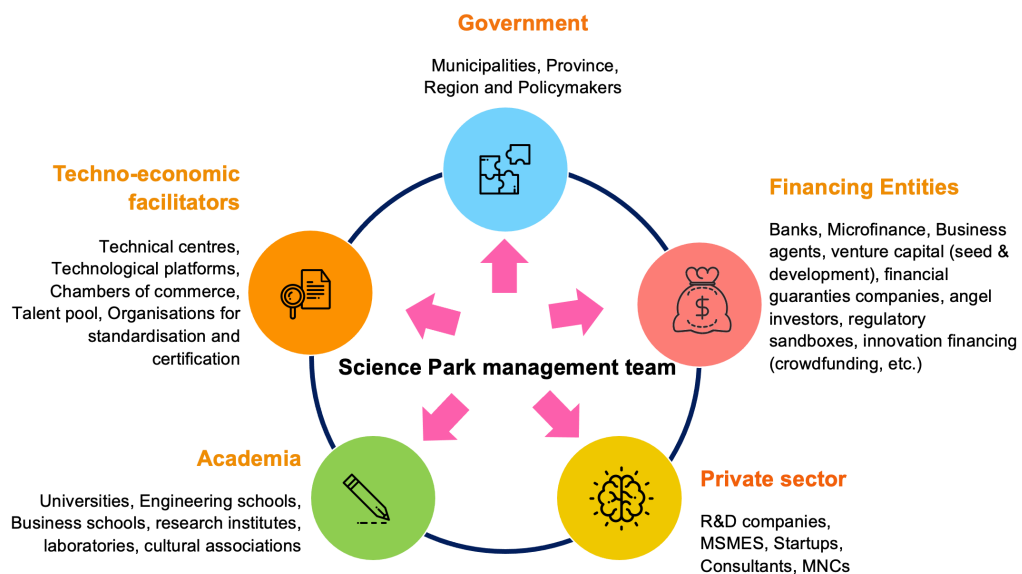 Government
Municipalities, Province,
Region and Policymakers
Techno-economic
facilitators
Technical centres,
Technological platforms,
Chambers of commerce,
Talent pool, Organisations for
standardisation and
certification
Financing Entities
Banks, Microfinance, Business
agents, venture capital (seed &
development), financial
guaranties companies, angel
investors, regulatory
sandboxes, innovation financing
(crowdfunding, etc.)
$
Science Park management team
Academia
Universities, Engineering schools,
Business schools, research institutes,
laboratories, cultural associations
Private sector
R&D companies,
MSMES, Startups,
Consultants, MNCs